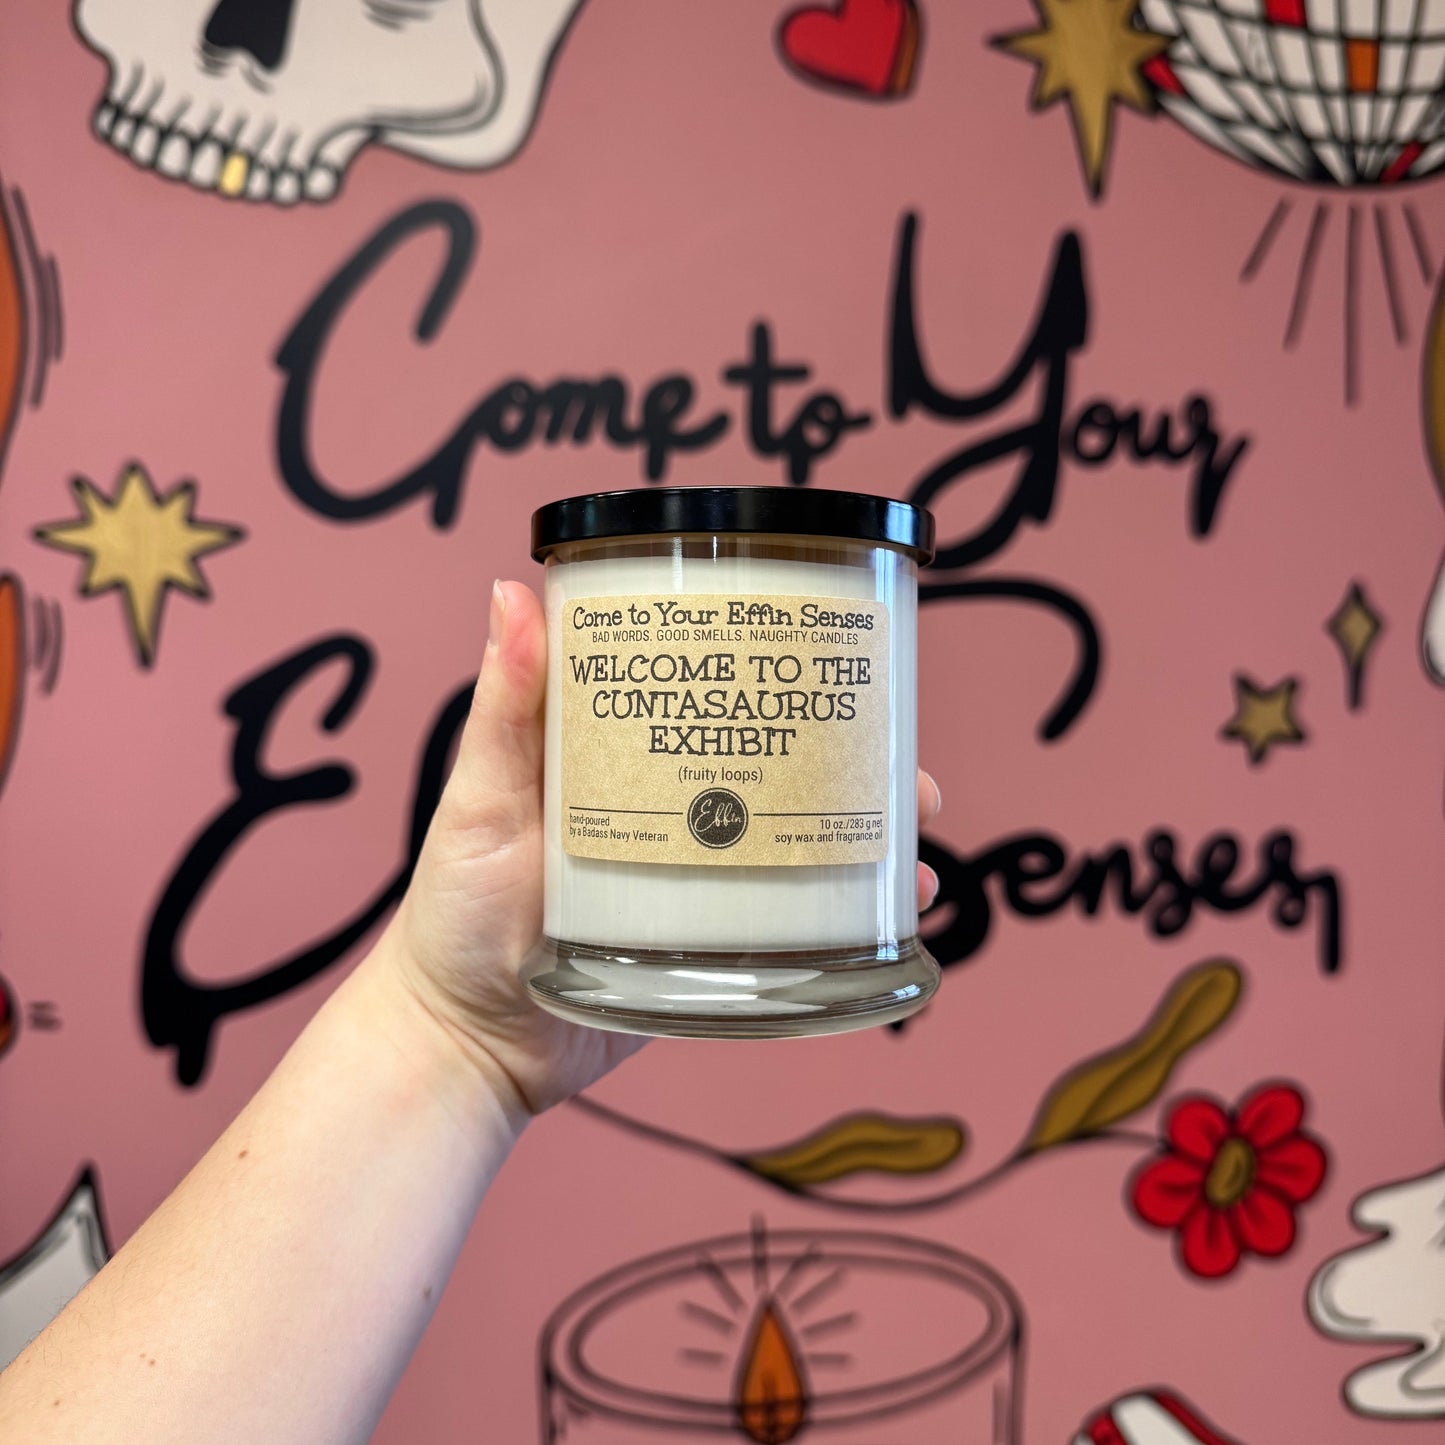 Come to Your
Effin Senses
Come to Your Effin Senses
BAD WORDS. GOOD SMELLS. NAUGHTY CANDLES
WELCOME TO THE
CUNTASAURUS
EXHIBIT
(fruity loops)
Effin
hand-poured
by a Badass Navy Veteran
10 oz./283 g net
soy wax and fragrance oil